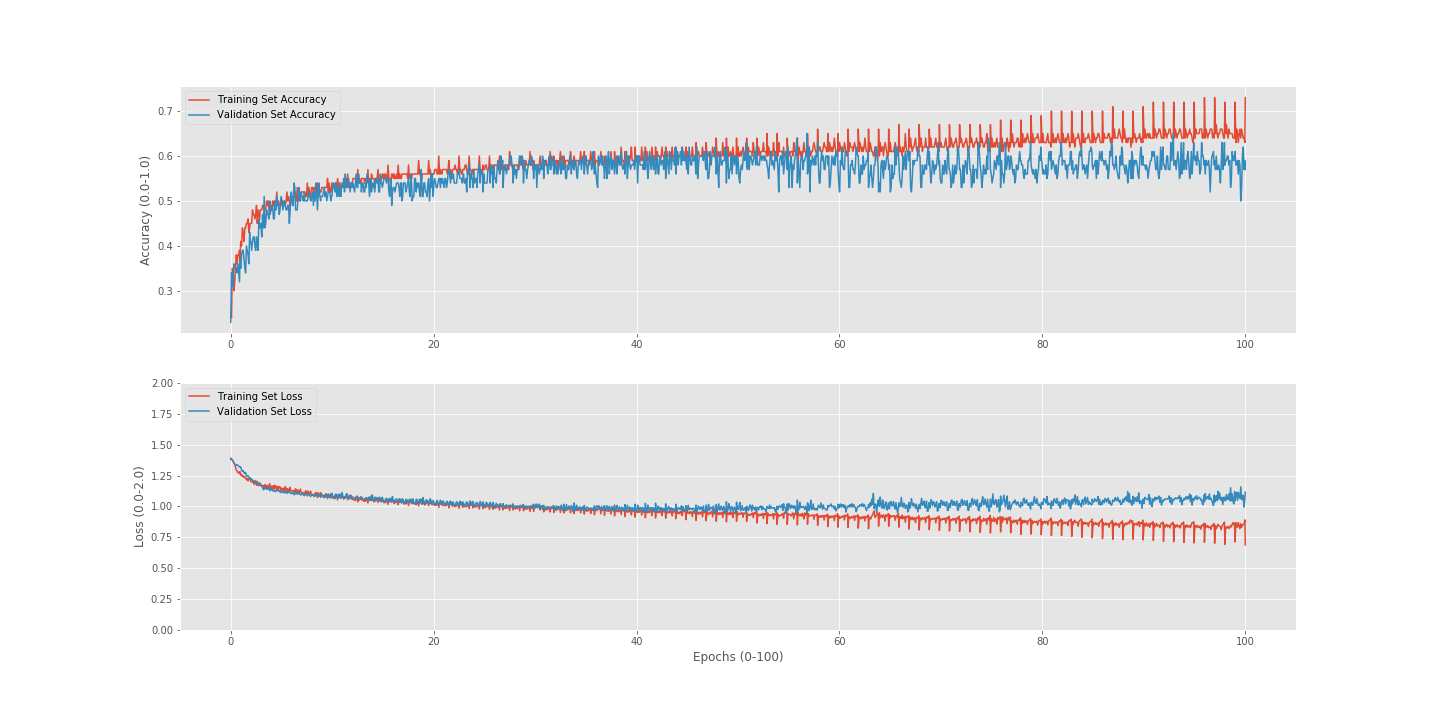 Training Set Accuracy
Validation Set Accuracy
Accuracy (0.0-1.0)
0.7
0.6
0.5
0.4
0.3
0 20 40 60 80 100
Training Set Loss
Validation Set Loss
Loss (0.0-2.0)
2.00
1.75
1.50
1.25
1.00
0.75
0.50
0.25
0.00
0 20 40 60 80 100
Epochs (0-100)